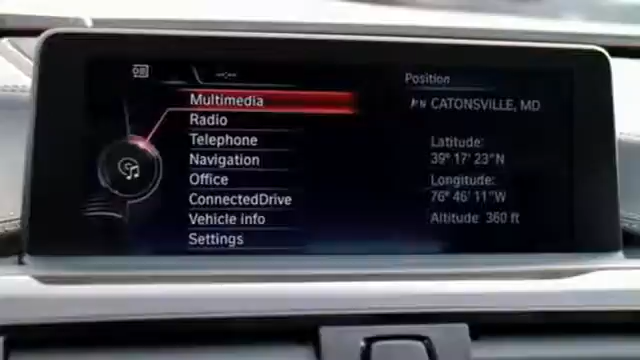 Multimedia
Radio
Telephone
Navigation
Office
ConnectedDrive
Vehicle info
Settings
Position
CATONSVILLE, MD
Latitude:
39° 17' 23"N
Longitude:
76° 46' 11"W
Altitude 360 ft